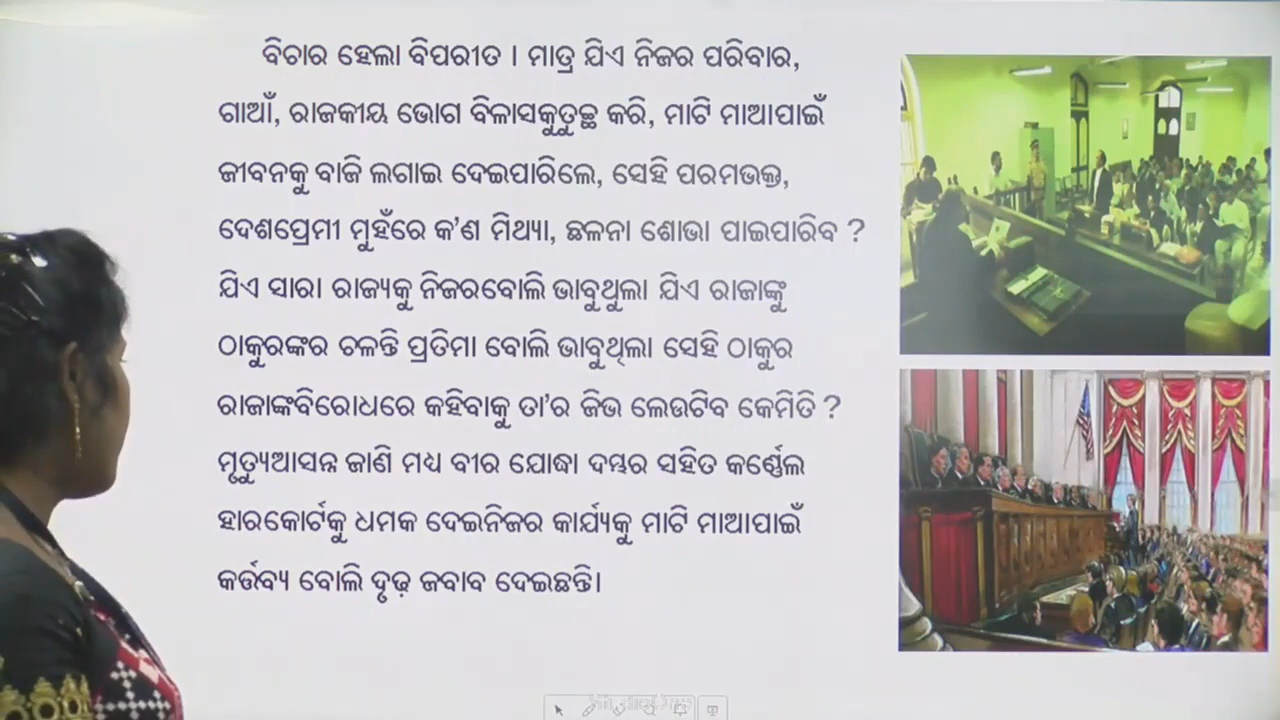 ବିଚାର ହେଲା ବିପରୀତ । ମାତ୍ର ଯିଏ ନିଜର ପରିବାର,
ଗାଆଁ, ରାଜକୀୟ ଭୋଗ ବିଳାସକୁତୁଚ୍ଛ କରି, ମାଟି ମାଆପାଇଁ
ଜୀବନକୁ ବାଜି ଲଗାଇ ଦେଇପାରିଲେ, ସେହି ପରମଭକ୍ତ,
ଦେଶପ୍ରେମୀ ମୁହଁରେ କ'ଣ ମିଥ୍ୟା, ଛଳନା ଶୋଭା ପାଇପାରିବ ?
ଯିଏ ସାରା ରାଜ୍ୟକୁ ନିଜରବୋଲି ଭାବୁଥୁଲା ଯିଏ ରାଜାଙ୍କୁ
ଠାକୁରଙ୍କର ଚଳନ୍ତି ପ୍ରତିମା ବୋଲି ଭାବୁଥିଲା ସେହି ଠାକୁର
ରାଜାଙ୍କବିରୋଧରେ କହିବାକୁ ତା'ର ଜିଭ ଲେଉଟିବ କେମିତି ?
ମୃତ୍ୟୁଆସନ୍ନ ଜାଣି ମଧ୍ୟ ବୀର ଯୋଦ୍ଧା ଦମ୍ଭର ସହିତ କର୍ଣ୍ଣେଲ
ହାରକୋର୍ଟକୁ ଧମକ ଦେଇନିଜର କାର୍ଯ୍ୟକୁ ମାଟି ମାଆପାଇଁ
କର୍ତ୍ତବ୍ୟ ବୋଲି ଦୃଢ଼ ଜବାବ ଦେଇଛନ୍ତି।